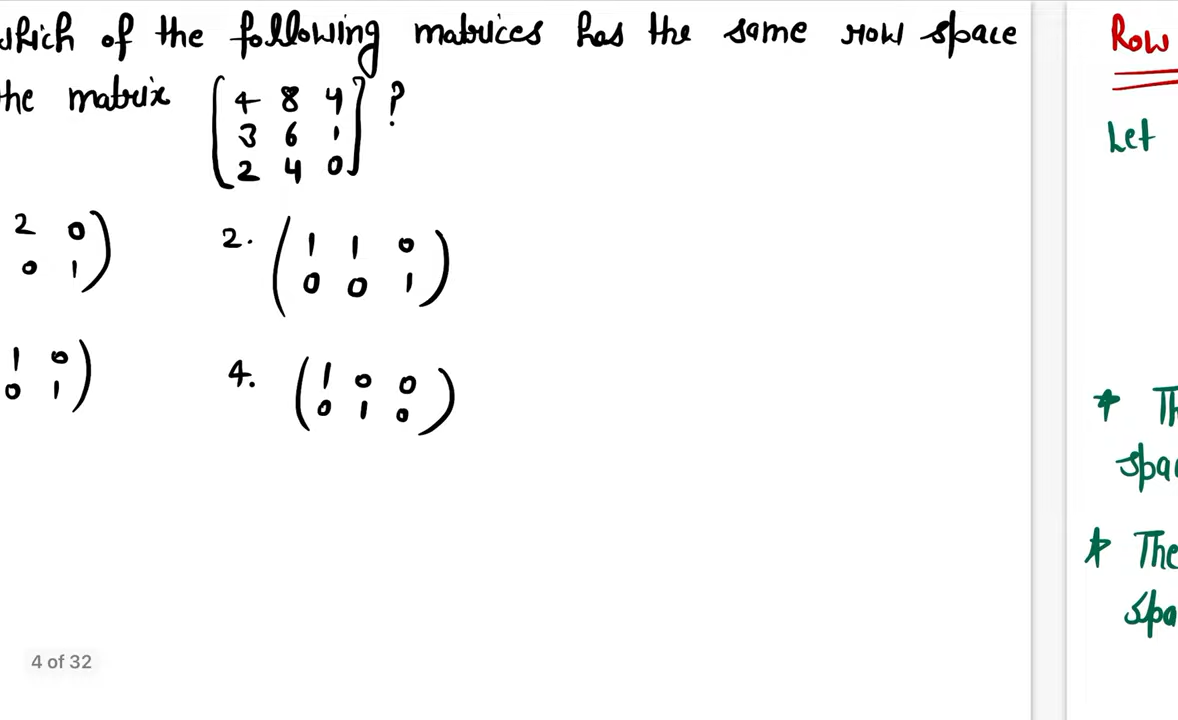 which of the following matrices has the same row space
the matrix [4 8 4 ?
3 6 1
2 4 0]
2 0)
0 1
2. (1 1 0)
0 0 1
1 0)
0 1
4. (1 0 0)
0 1 0
4 of 32
Row
Let
* Th
spac
* The
spa